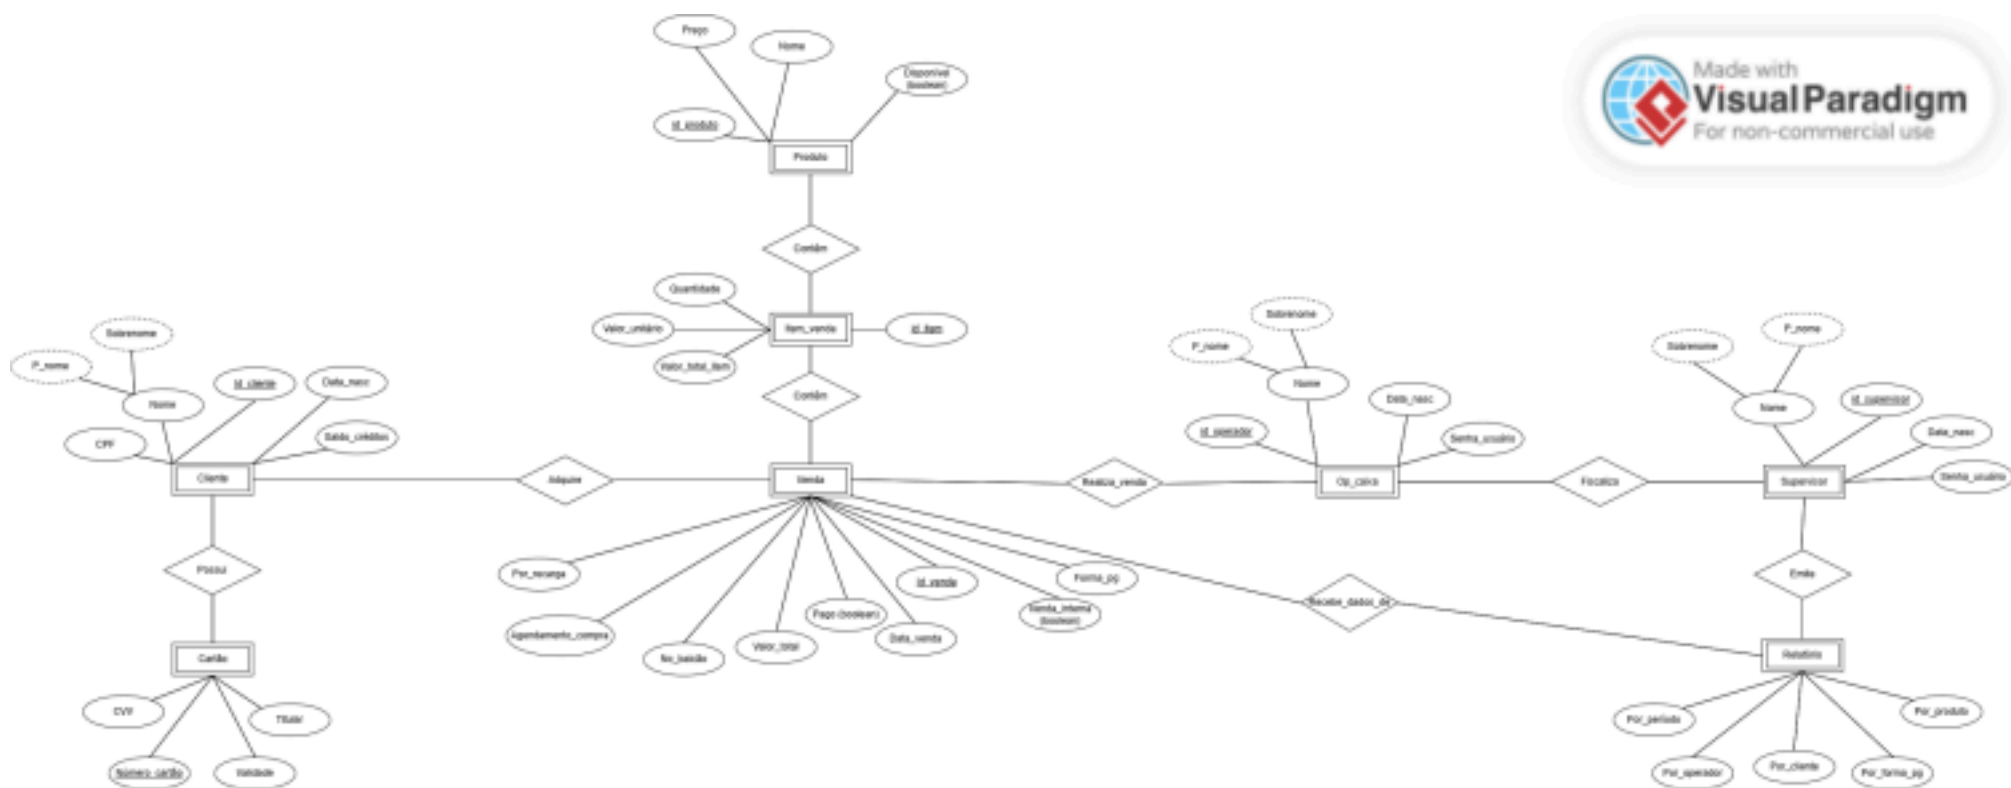 Preço
Nome
Disponível
(boolean)
id_produto
Produto
Made with
Visual Paradigm
For non-commercial use
Contém
Quantidade
Valor_unitário
Item_venda
id_item
Valor_total_item
Contém
Sobrenome
P_nome
Nome
Id_cliente
Data_nasc
CPF
Saldo_créditos
Cliente
Adquire
Venda
Realiza_venda
Sobrenome
P_nome
Nome
Data_nasc
id_operador
Senha_usuário
Op_caixa
Fiscaliza
P_nome
Sobrenome
Nome
id_supervisor
Data_nasc
Senha_usuário
Supervisor
Possui
Por_recarga
Agendamento_compra
No_balcão
Valor_total
Pago (boolean)
Data_venda
Id_venda
Venda_interna
(boolean)
Forma_pg
Recebe_dados_de
Emite
Cartão
CVV
Número_cartão
Validade
Titular
Relatório
Por_período
Por_operador
Por_cliente
Por_forma_pg
Por_produto